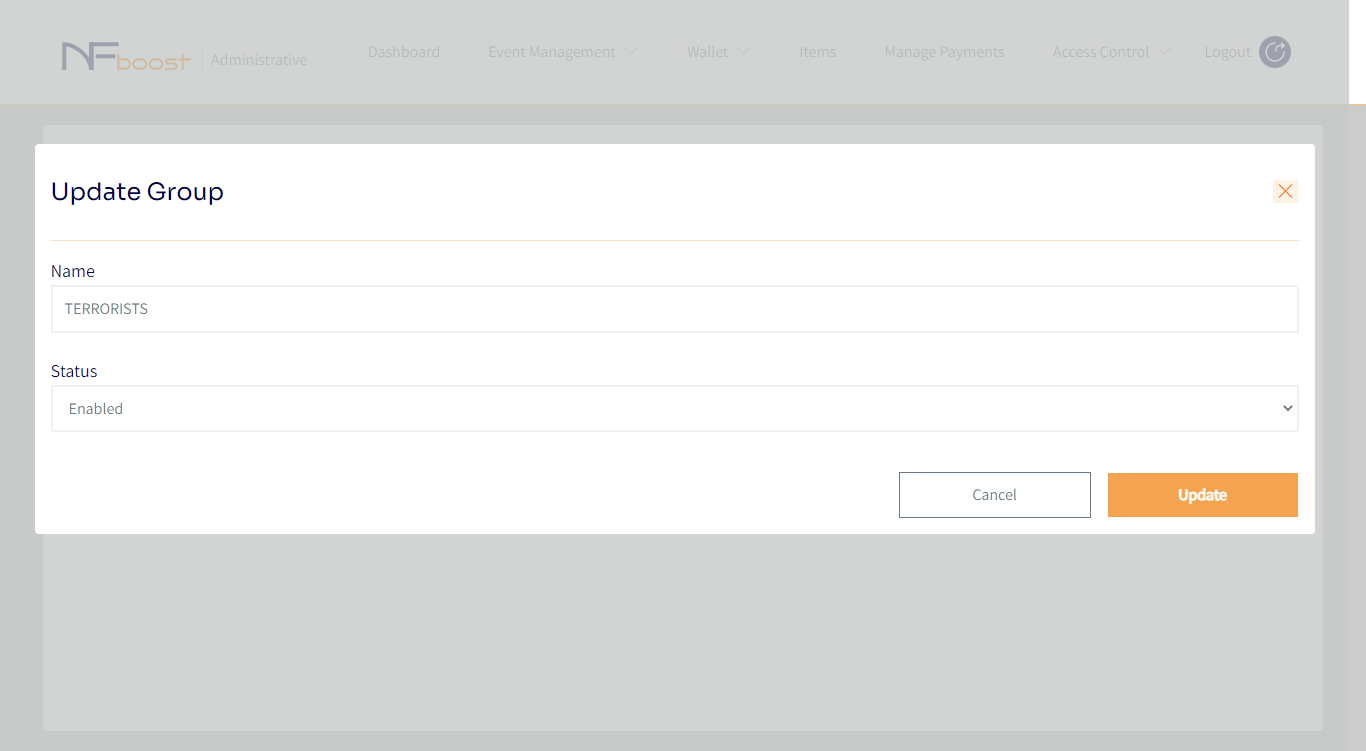 NFboost
Administrative
Dashboard
Event Management
Wallet
Items
Manage Payments
Access Control
Logout
Update Group
Name
TERRORISTS
Status
Enabled
Cancel
Update